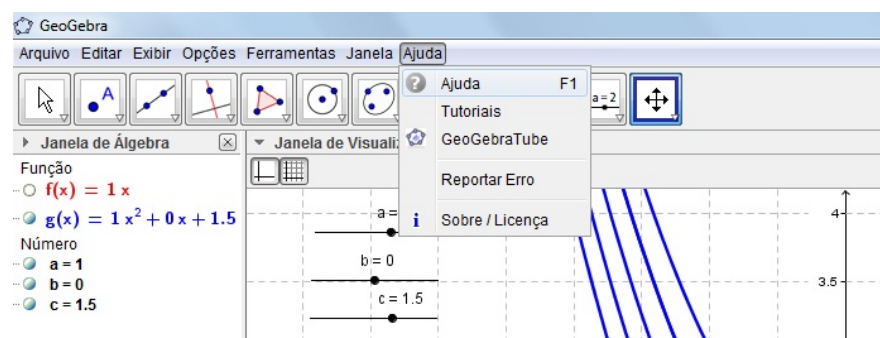 GeoGebra
Arquivo Editar Exibir Opções Ferramentas Janela Ajuda
A
a = 2
Ajuda F1
Tutoriais
GeoGebraTube
Reportar Erro
Sobre / Licença
Janela de Álgebra
Janela de Visuali
Função
f(x) = 1 x
g(x) = 1 x² + 0 x + 1.5
Número
a = 1
b = 0
c = 1.5
a =
b = 0
c = 1.5
4
3.5